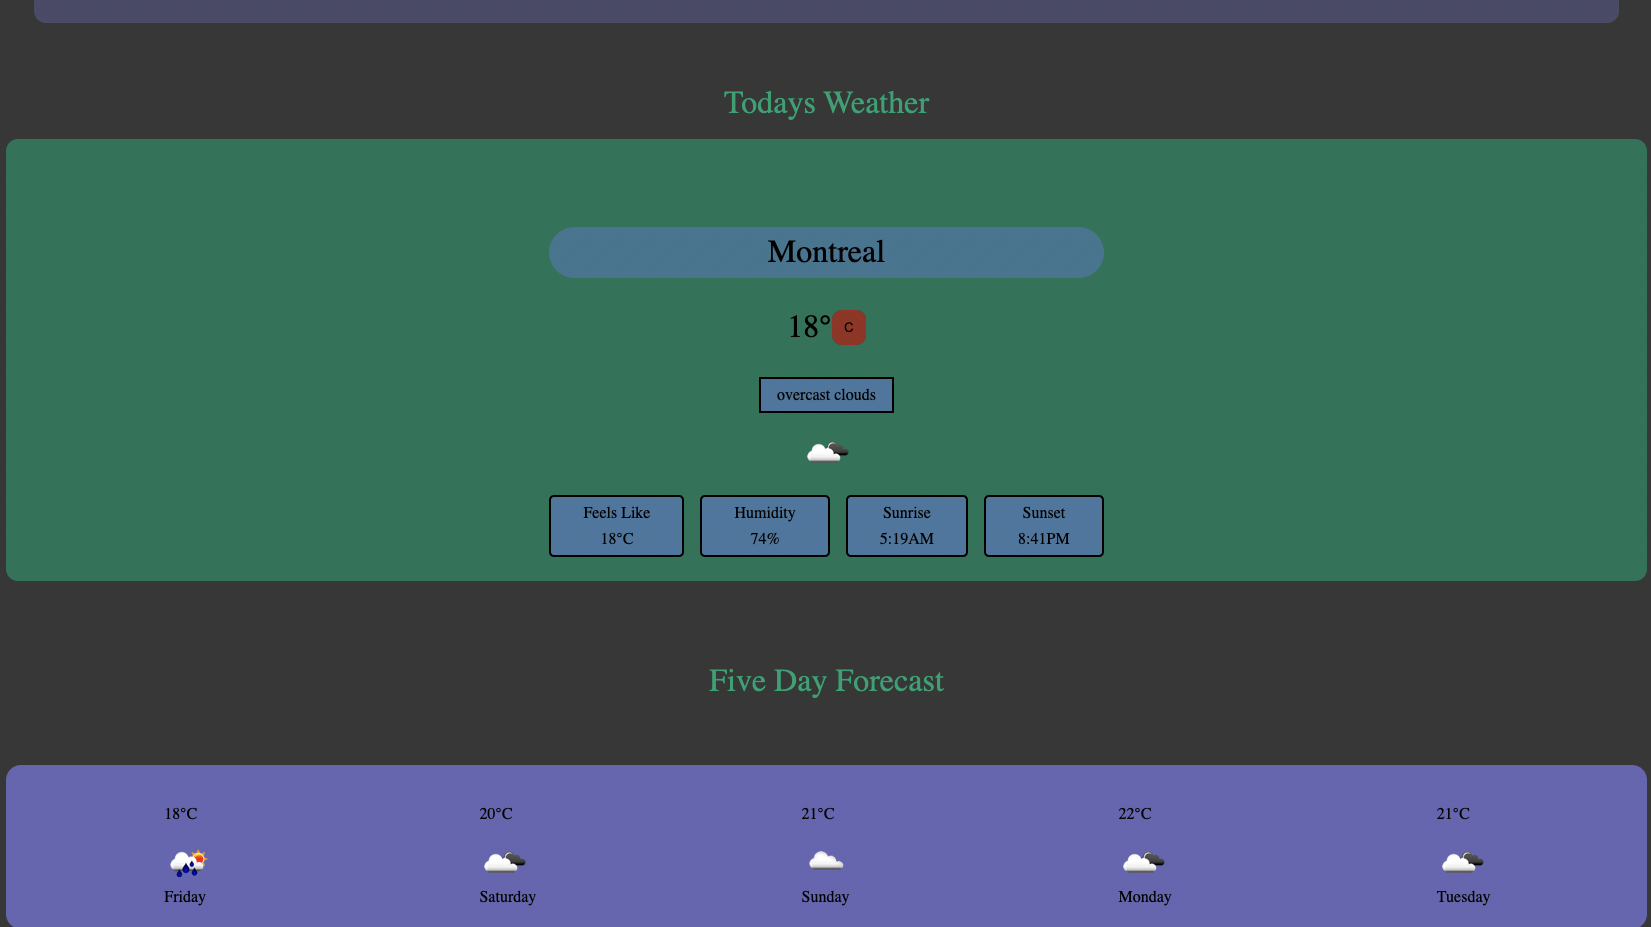 Todays Weather
Montreal
18° C
overcast clouds
Feels Like
18°C
Humidity
74%
Sunrise
5:19AM
Sunset
8:41PM
Five Day Forecast
18°C
Friday
20°C
Saturday
21°C
Sunday
22°C
Monday
21°C
Tuesday